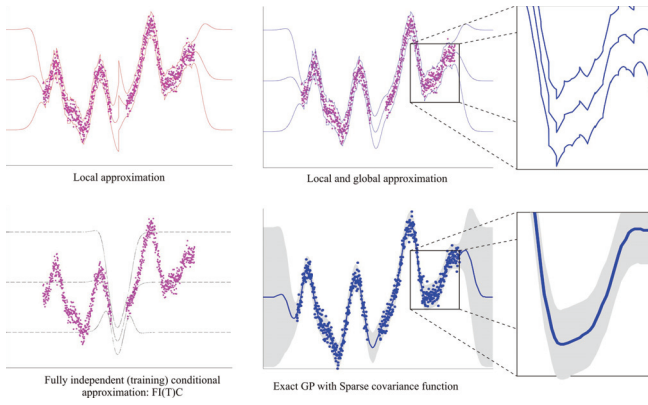 Local approximation
Local and global approximation
Fully independent (training) conditional
approximation: FI(T)C
Exact GP with Sparse covariance function